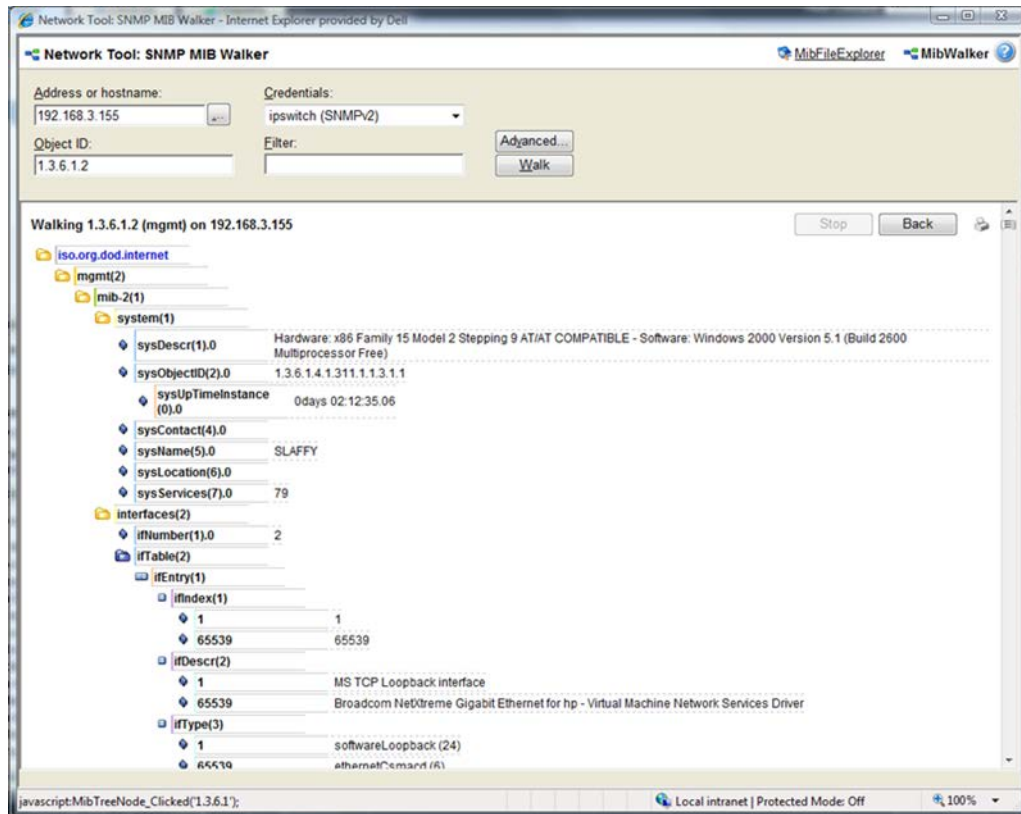 Network Tool: SNMP MIB Walker - Internet Explorer provided by Dell
Network Tool: SNMP MIB Walker
MibFileExplorer
MibWalker
Address or hostname:
Credentials:
192.168.3.155
...
ipswitch (SNMPv2)
Object ID:
Filter:
Advanced...
1.3.6.1.2
Walk
Walking 1.3.6.1.2 (mgmt) on 192.168.3.155
Stop
Back
iso.org.dod.internet
mgmt(2)
mib-2(1)
system(1)
sysDescr(1).0 Hardware: x86 Family 15 Model 2 Stepping 9 AT/AT COMPATIBLE - Software: Windows 2000 Version 5.1 (Build 2600
Multiprocessor Free)
sysObjectID(2).0 1.3.6.1.4.1.311.1.1.3.1.1
sysUpTimeInstance
(0).0 0days 02:12:35.06
sysContact(4).0
sysName(5).0 SLAFFY
sysLocation(6).0
sysServices(7).0 79
interfaces(2)
ifNumber(1).0 2
ifTable(2)
ifEntry(1)
ifIndex(1)
1 1
65539 65539
ifDescr(2)
1 MS TCP Loopback interface
65539 Broadcom NetXtreme Gigabit Ethernet for hp - Virtual Machine Network Services Driver
ifType(3)
1 softwareLoopback (24)
65539 ethernetCsmacd (6)
javascript:MibTreeNode_Clicked('1.3.6.1');
Local intranet | Protected Mode: Off
100%